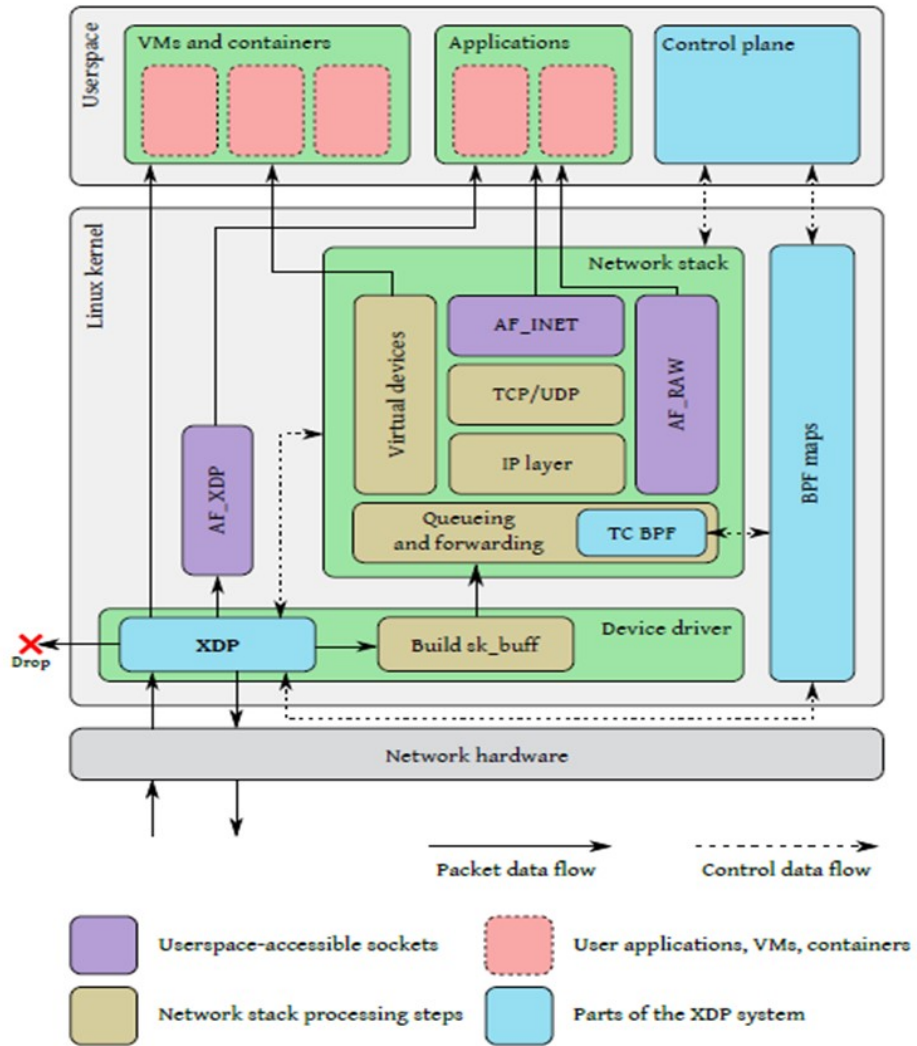 Userspace
VMs and containers
Applications
Control plane
Linux kernel
Network stack
Virtual devices
AF_INET
TCP/UDP
IP layer
AF_RAW
BPF maps
AF_XDP
Queueing
and forwarding
TC BPF
Device driver
XDP
Build sk_buff
Drop
Network hardware
Packet data flow
Control data flow
Userspace-accessible sockets
User applications, VMs, containers
Network stack processing steps
Parts of the XDP system